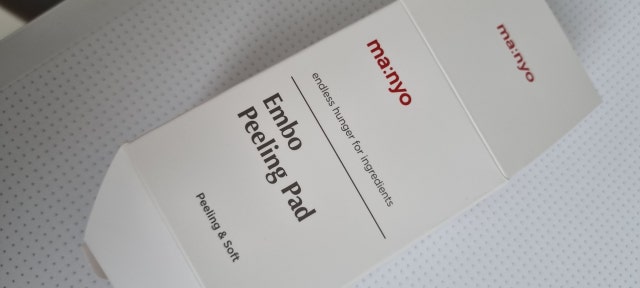 ma:nyo
endless hunger for ingredients
Embo
Peeling Pad
Peeling & Soft
ma:nyo